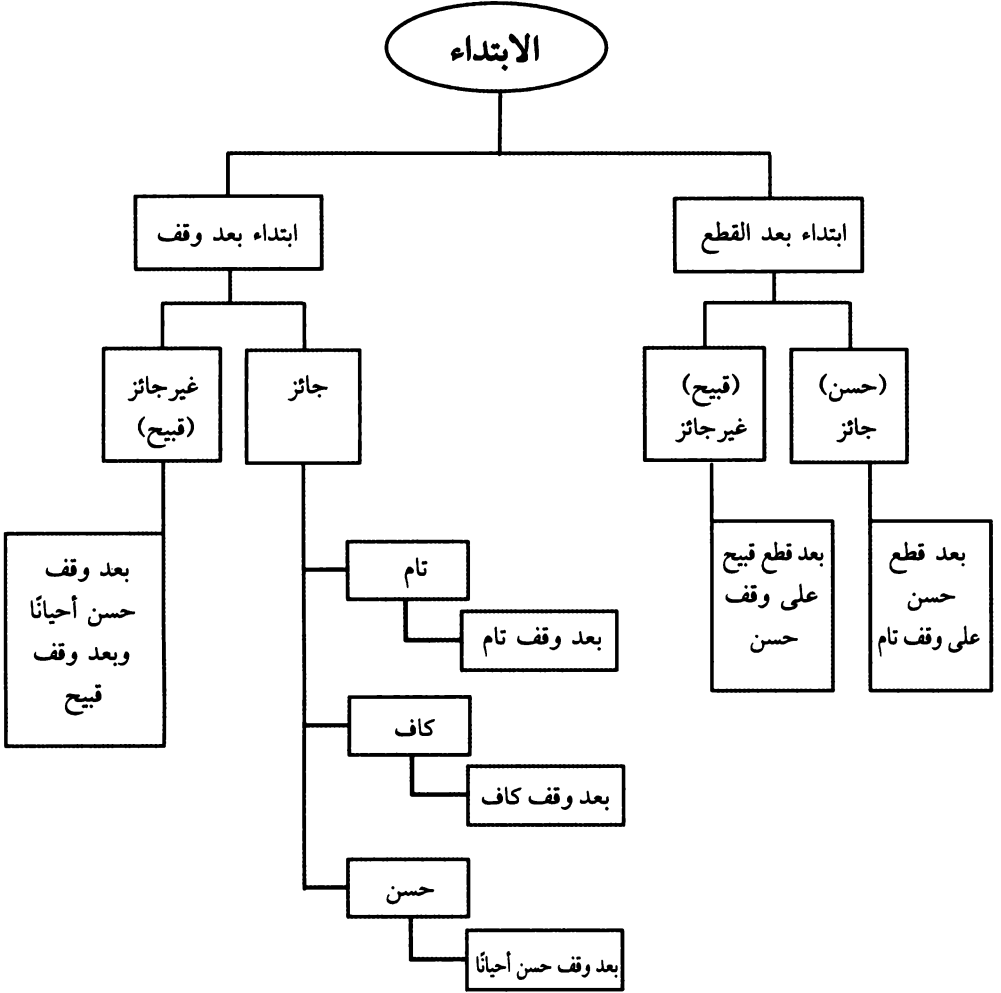 الابتداء
ابتداء بعد القطع
ابتداء بعد وقف
(حسن)
جائز
(قبيح)
غير جائز
جائز
غير جائز
(قبيح)
بعد قطع
حسن
على وقف تام
بعد قطع قبيح
على وقف
حسن
تام
بعد وقف تام
كاف
بعد وقف كاف
حسن
بعد وقف حسن أحيانًا
بعد وقف
حسن أحيانًا
وبعد وقف
قبيح